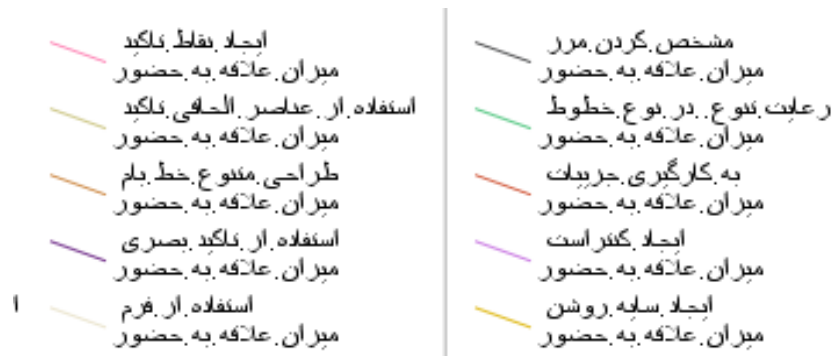 مشخص.کردن.مرز
میزان.علاقه.به.حضور
رعایت.تنوع..در.نوع.خطوط
میزان.علاقه.به.حضور
به.کارگیری.جزییات
میزان.علاقه.به.حضور
ایجاد.کنتراست
میزان.علاقه.به.حضور
ایجاد.سایه.روشن
میزان.علاقه.به.حضور
ایجاد.نقاط.تاکید
میزان.علاقه.به.حضور
استفاده.از.عناصر.الحاقی.تاکید
میزان.علاقه.به.حضور
طراحی.متنوع.خط.بام
میزان.علاقه.به.حضور
استفاده.از.تاکید.بصری
میزان.علاقه.به.حضور
استفاده.از.فرم
میزان.علاقه.به.حضور
ا